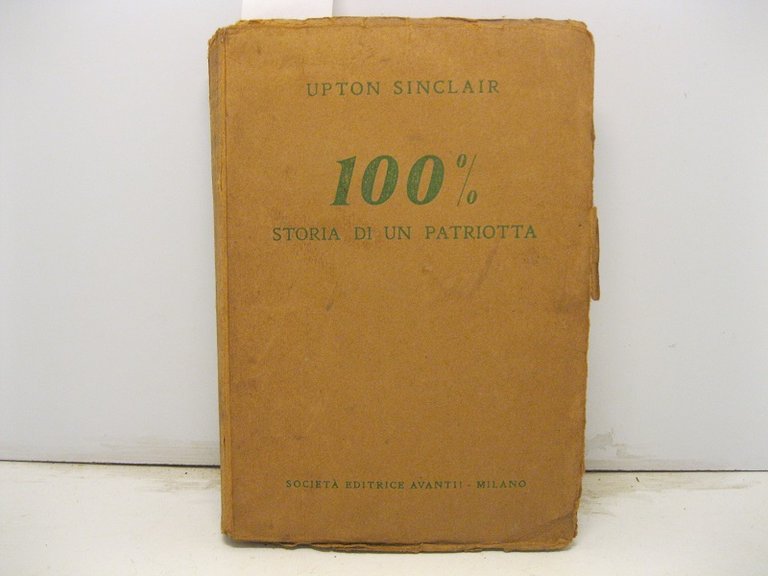 UPTON SINCLAIR
100%
STORIA DI UN PATRIOTTA
SOCIETÀ EDITRICE AVANTI! - MILANO